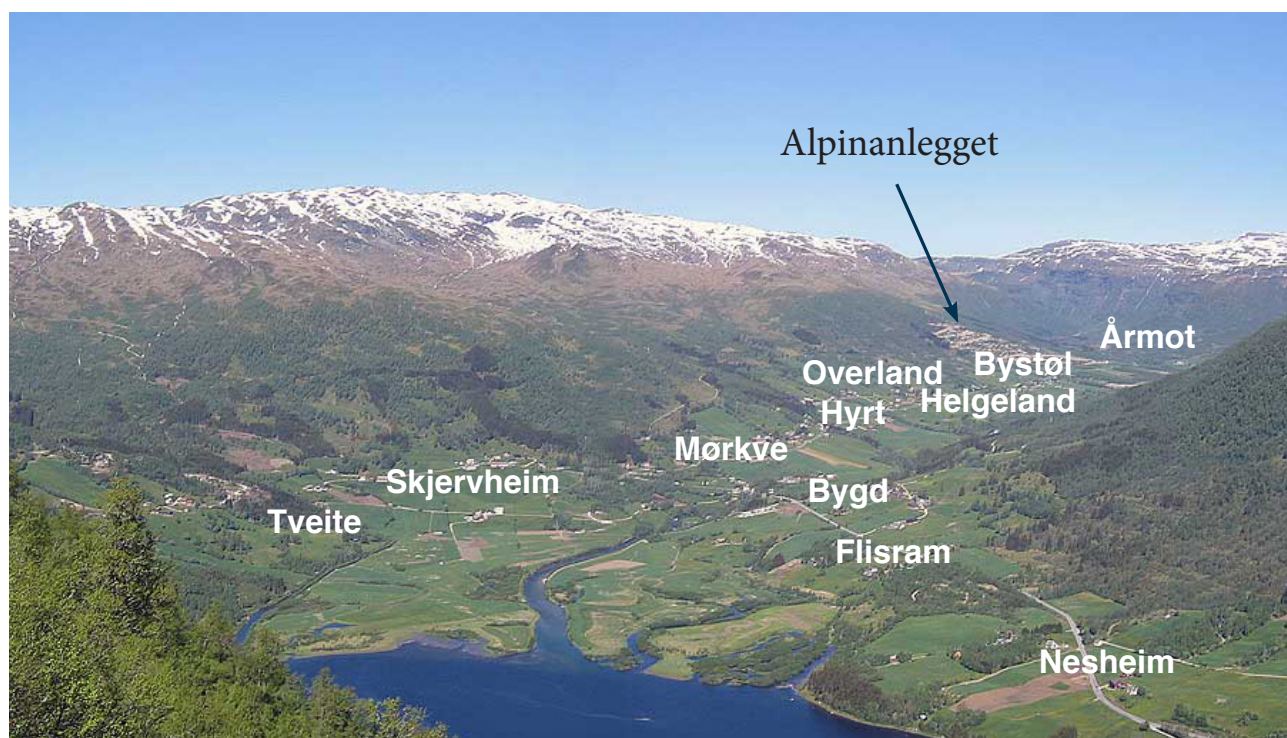 Alpinanlegget
Årmot
Bystøl
Overland
Helgeland
Hyrt
Mørkve
Skjervheim
Bygd
Tveite
Flisram
Nesheim